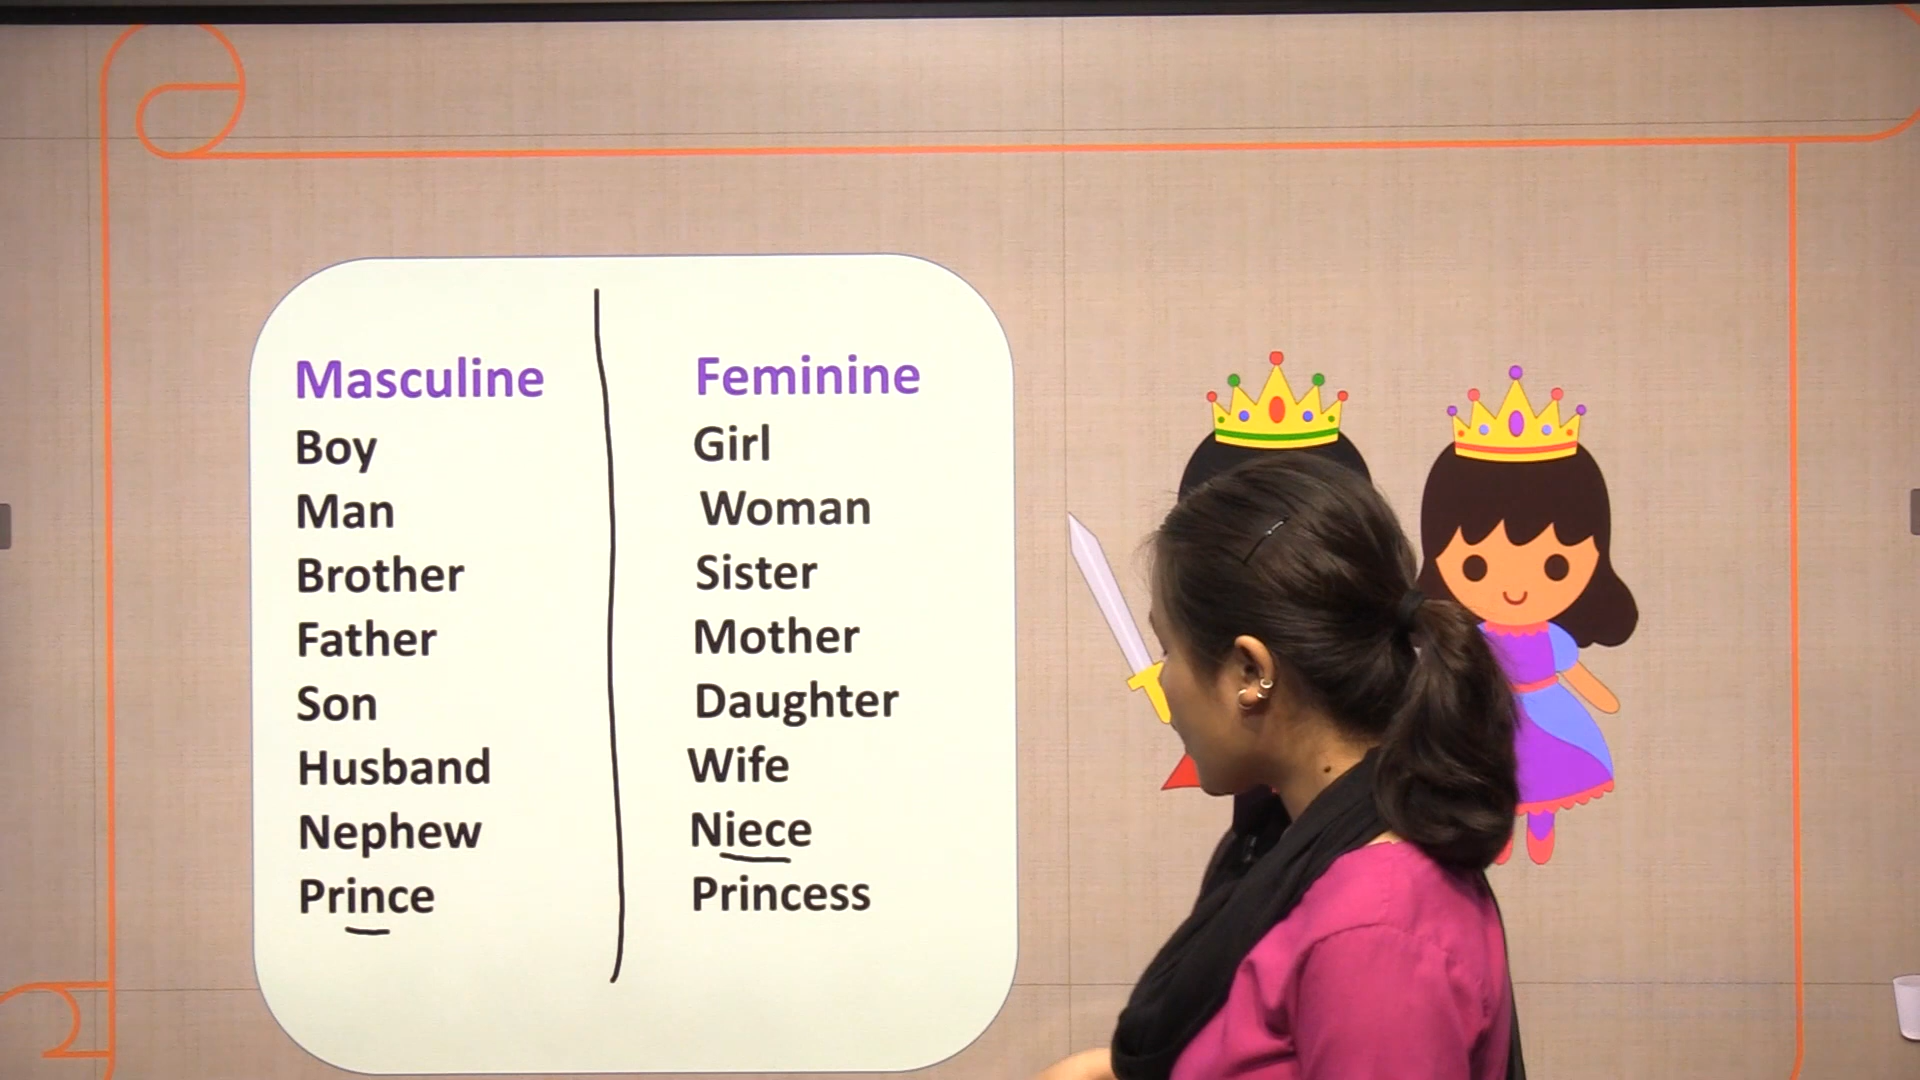 Masculine Feminine
Boy Girl
Man Woman
Brother Sister
Father Mother
Son Daughter
Husband Wife
Nephew Niece
Prince Princess